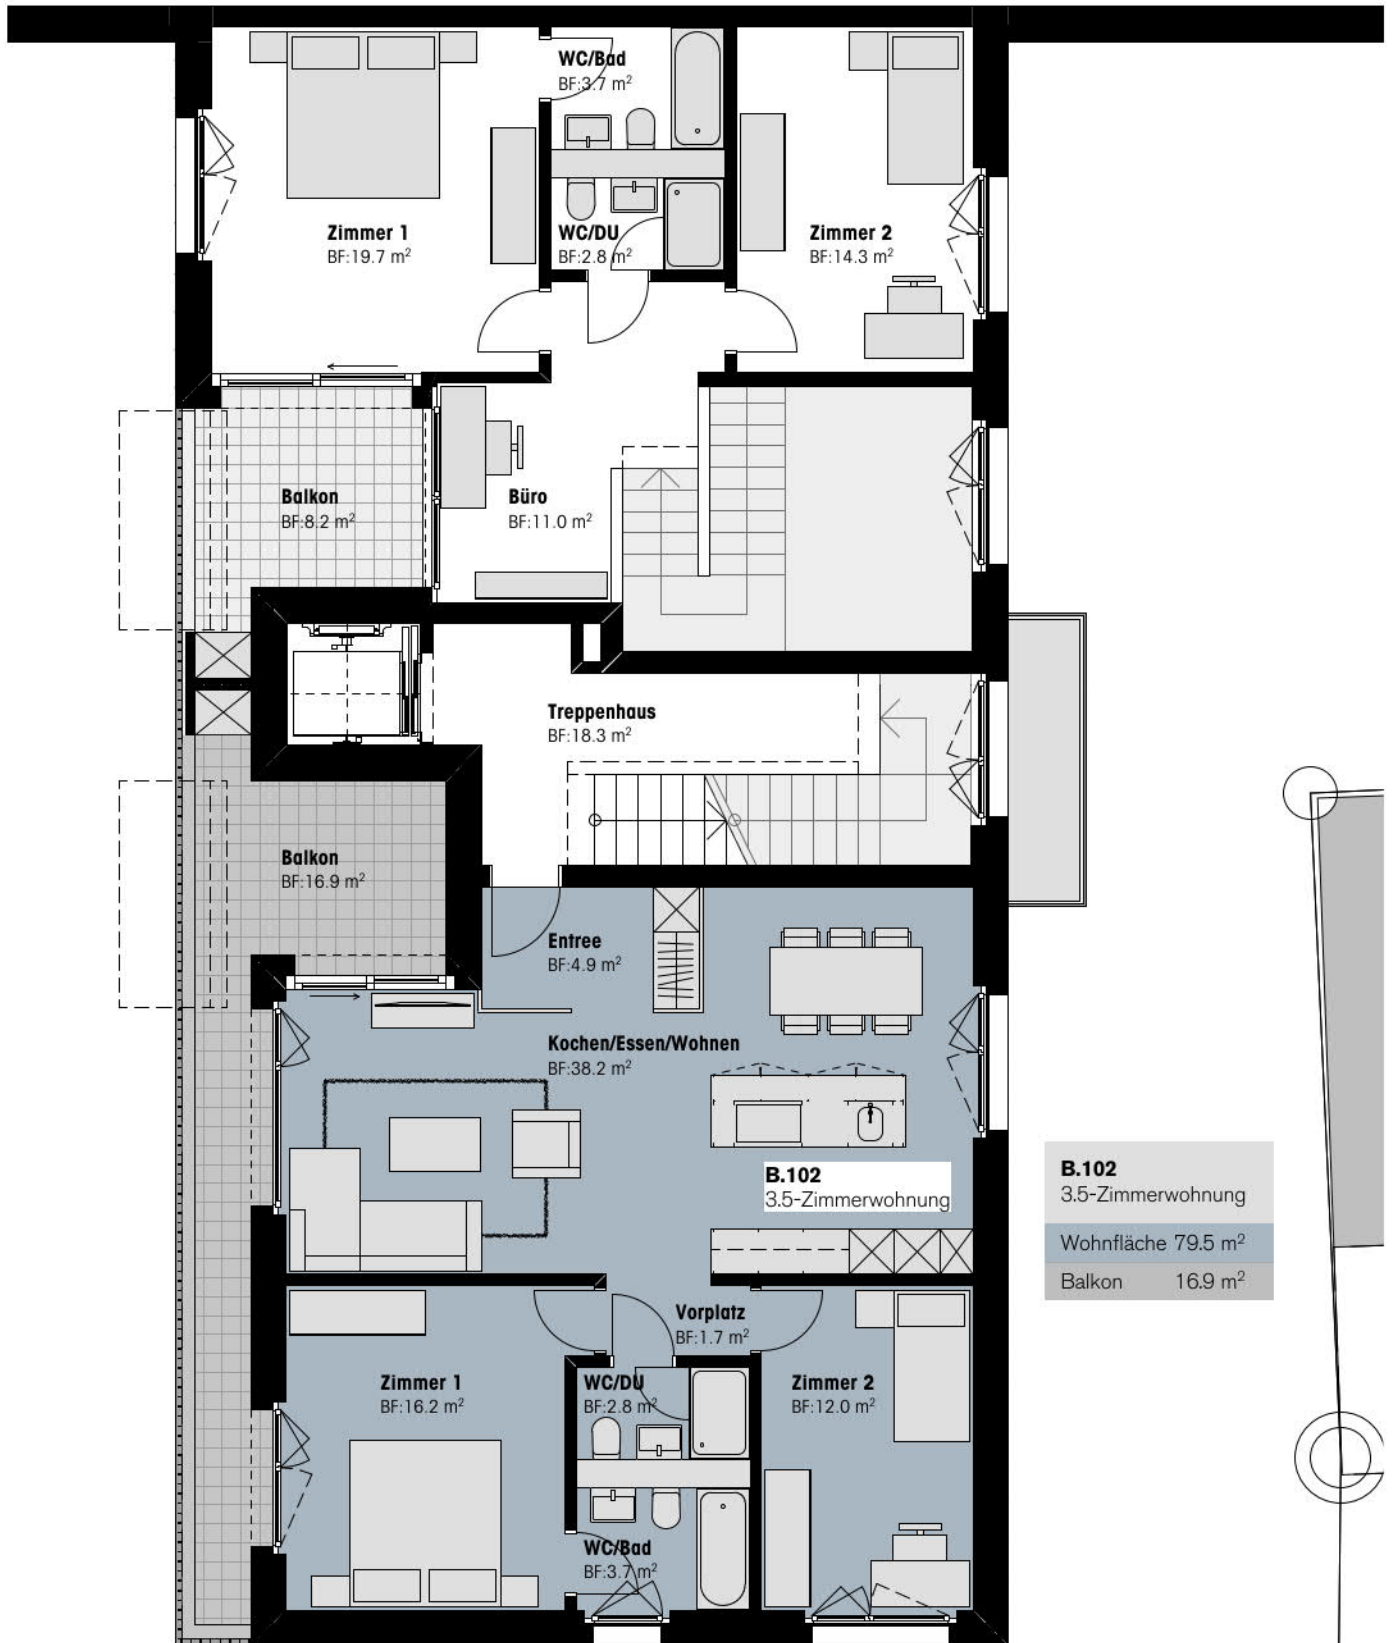 WC/Bad
BF:3.7 m²
WC/DU
BF:2.8 m²
Zimmer 1
BF:19.7 m²
Zimmer 2
BF:14.3 m²
Balkon
BF:8.2 m²
Büro
BF:11.0 m²
Treppenhaus
BF:18.3 m²
Balkon
BF:16.9 m²
Entree
BF:4.9 m²
Kochen/Essen/Wohnen
BF:38.2 m²
B.102
3.5-Zimmerwohnung
B.102
3.5-Zimmerwohnung
Wohnfläche 79.5 m²
Balkon 16.9 m²
Vorplatz
BF:1.7 m²
Zimmer 1
BF:16.2 m²
WC/DU
BF:2.8 m²
Zimmer 2
BF:12.0 m²
WC/Bad
BF:3.7 m²